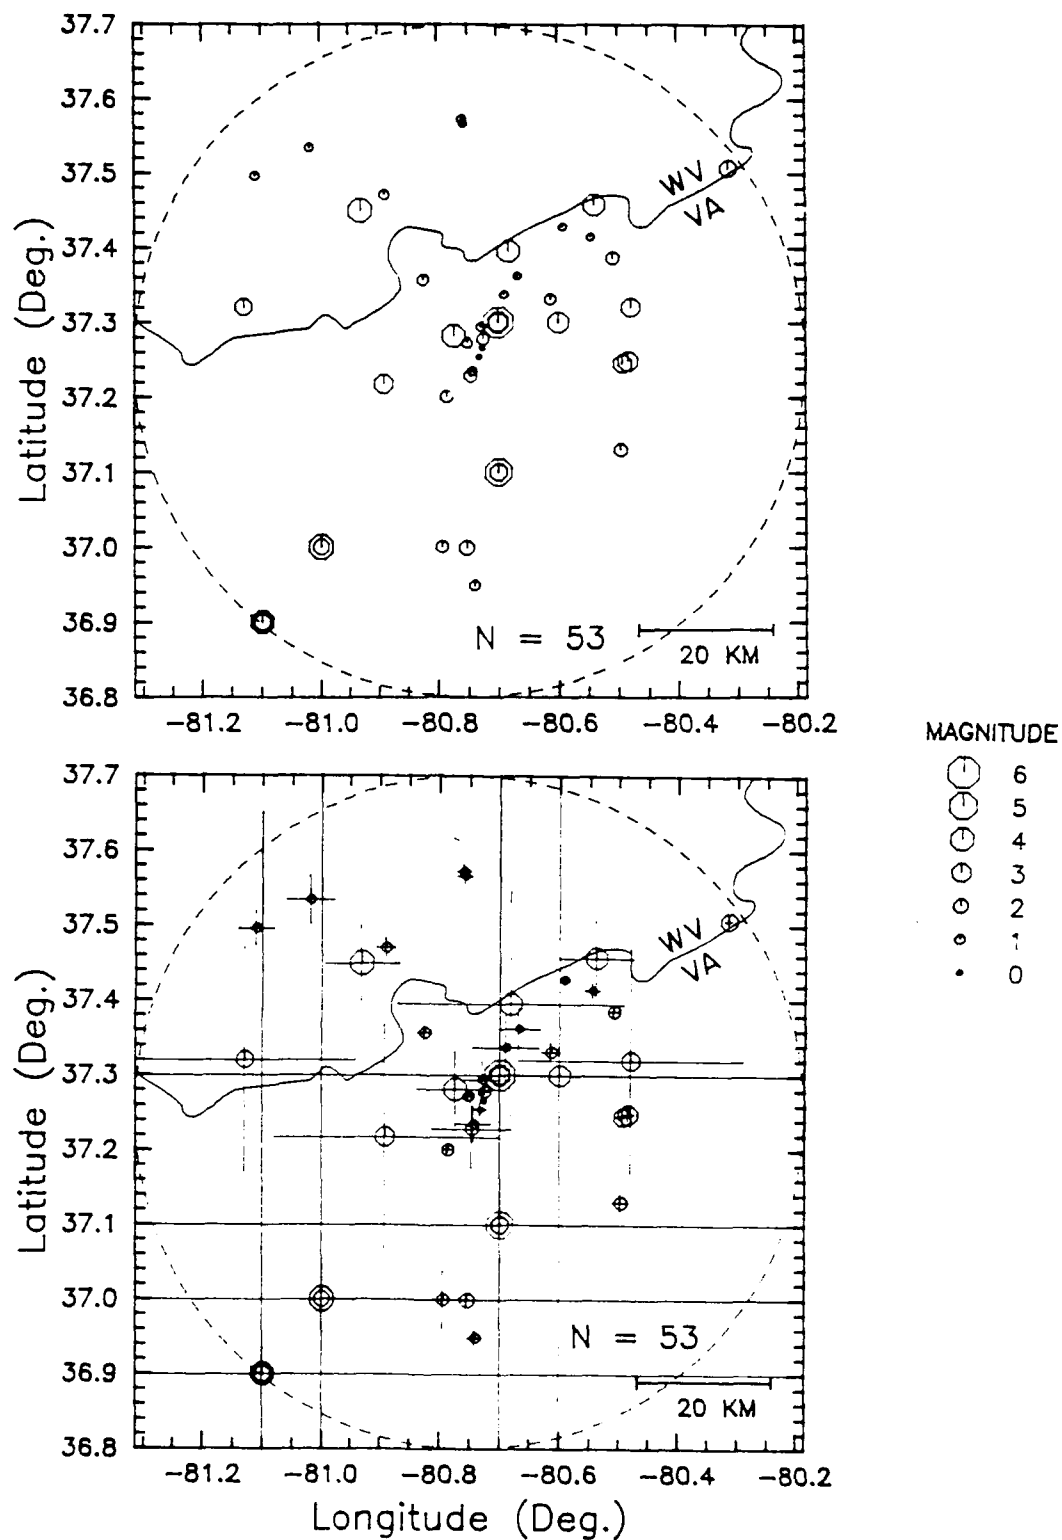 37.7
37.6
37.5
37.4
37.3
37.2
37.1
37.0
36.9
36.8
Latitude (Deg.)
WV
VA
N = 53
20 KM
-81.2 -81.0 -80.8 -80.6 -80.4 -80.2
MAGNITUDE
6
5
4
3
2
1
0
37.7
37.6
37.5
37.4
37.3
37.2
37.1
37.0
36.9
36.8
Latitude (Deg.)
WV
VA
N = 53
20 KM
-81.2 -81.0 -80.8 -80.6 -80.4 -80.2
Longitude (Deg.)